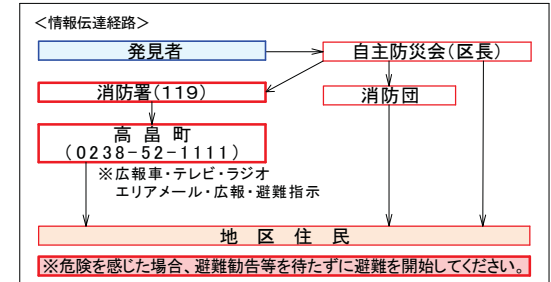 ＜情報伝達経路＞
発見者
自主防災会(区長)
消防署(119)
消防団
高畠町
(0238-52-1111)
※広報車・テレビ・ラジオ
エリアメール・広報・避難指示
地区住民
※危険を感じた場合、避難勧告等を待たずに避難を開始してください。